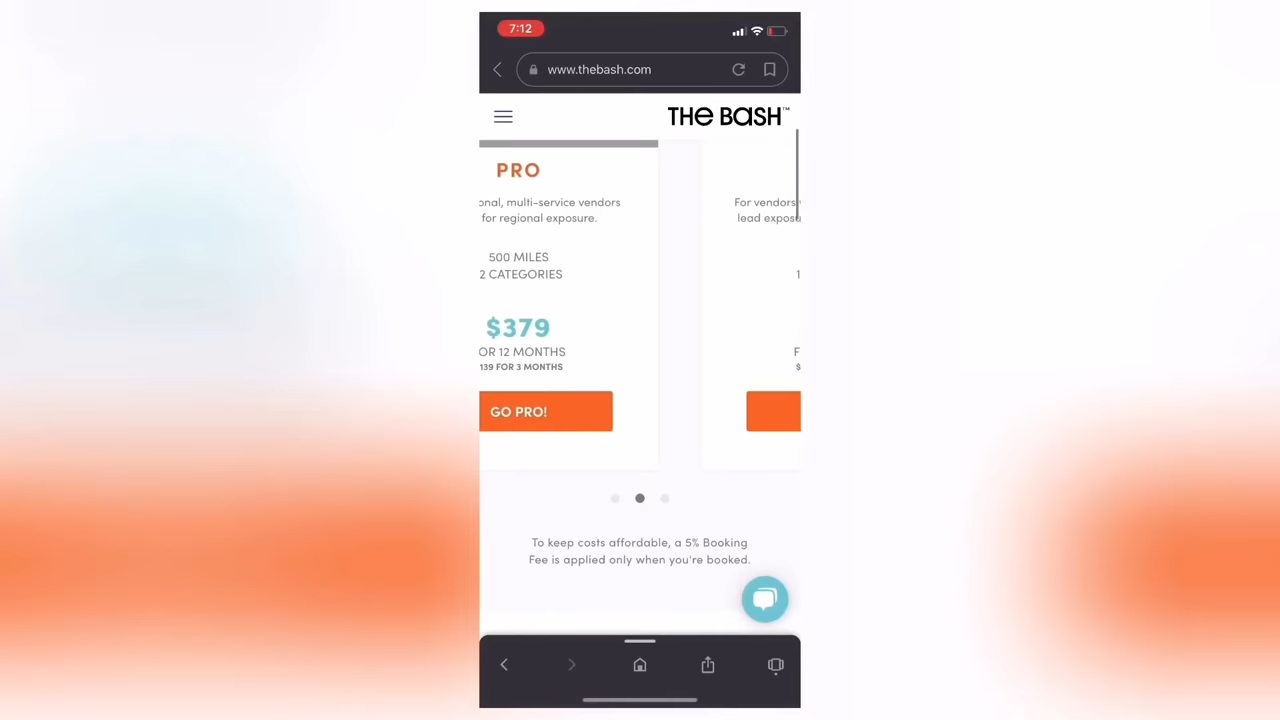 7:12
www.thebash.com
THE BASH™
PRO
onal, multi-service vendors
for regional exposure.
500 MILES
2 CATEGORIES
$379
OR 12 MONTHS
139 FOR 3 MONTHS
GO PRO!
For vendors
lead expos
1
F
$
To keep costs affordable, a 5% Booking
Fee is applied only when you're booked.